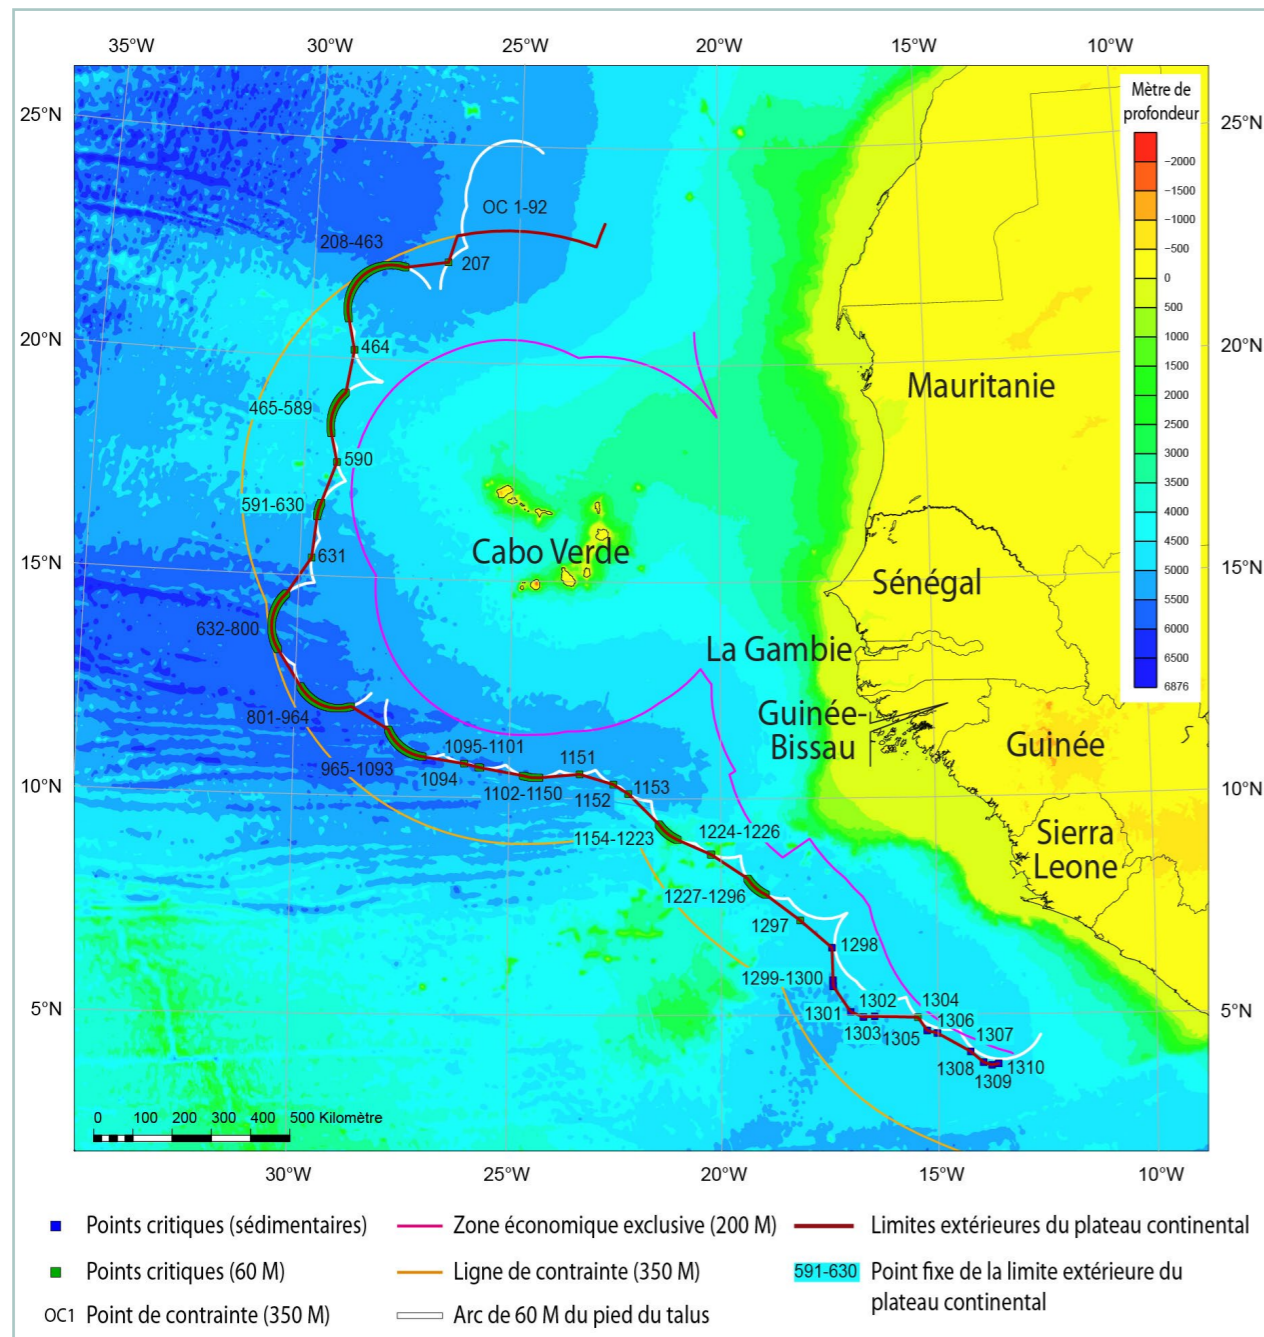 35°W 30°W 25°W 20°W 15°W 10°W
Mètre de
profondeur
−2000
−1500
−1000
−500
0
500
1000
1500
2000
2500
3000
3500
4000
4500
5000
5500
6000
6500
6876
25°N 25°N
20°N 20°N
15°N 15°N
10°N 10°N
5°N 5°N
OC 1-92
208-463
207
464
465-589
590
591-630
631
632-800
801-964
965-1093
1094
1095-1101
1102-1150
1151
1152
1153
1154-1223
1224-1226
1227-1296
1297
1298
1299-1300
1301
1302
1303
1304
1305
1306
1307
1308
1309
1310
Mauritanie
Cabo Verde
Sénégal
La Gambie
Guinée-
Bissau
Guinée
Sierra
Leone
0 100 200 300 400 500 Kilomètre
30°W 25°W 20°W 15°W 10°W
Points critiques (sédimentaires)
Zone économique exclusive (200 M)
Limites extérieures du plateau continental
Points critiques (60 M)
Ligne de contrainte (350 M)
591-630 Point fixe de la limite extérieure du
plateau continental
OC1 Point de contrainte (350 M)
Arc de 60 M du pied du talus